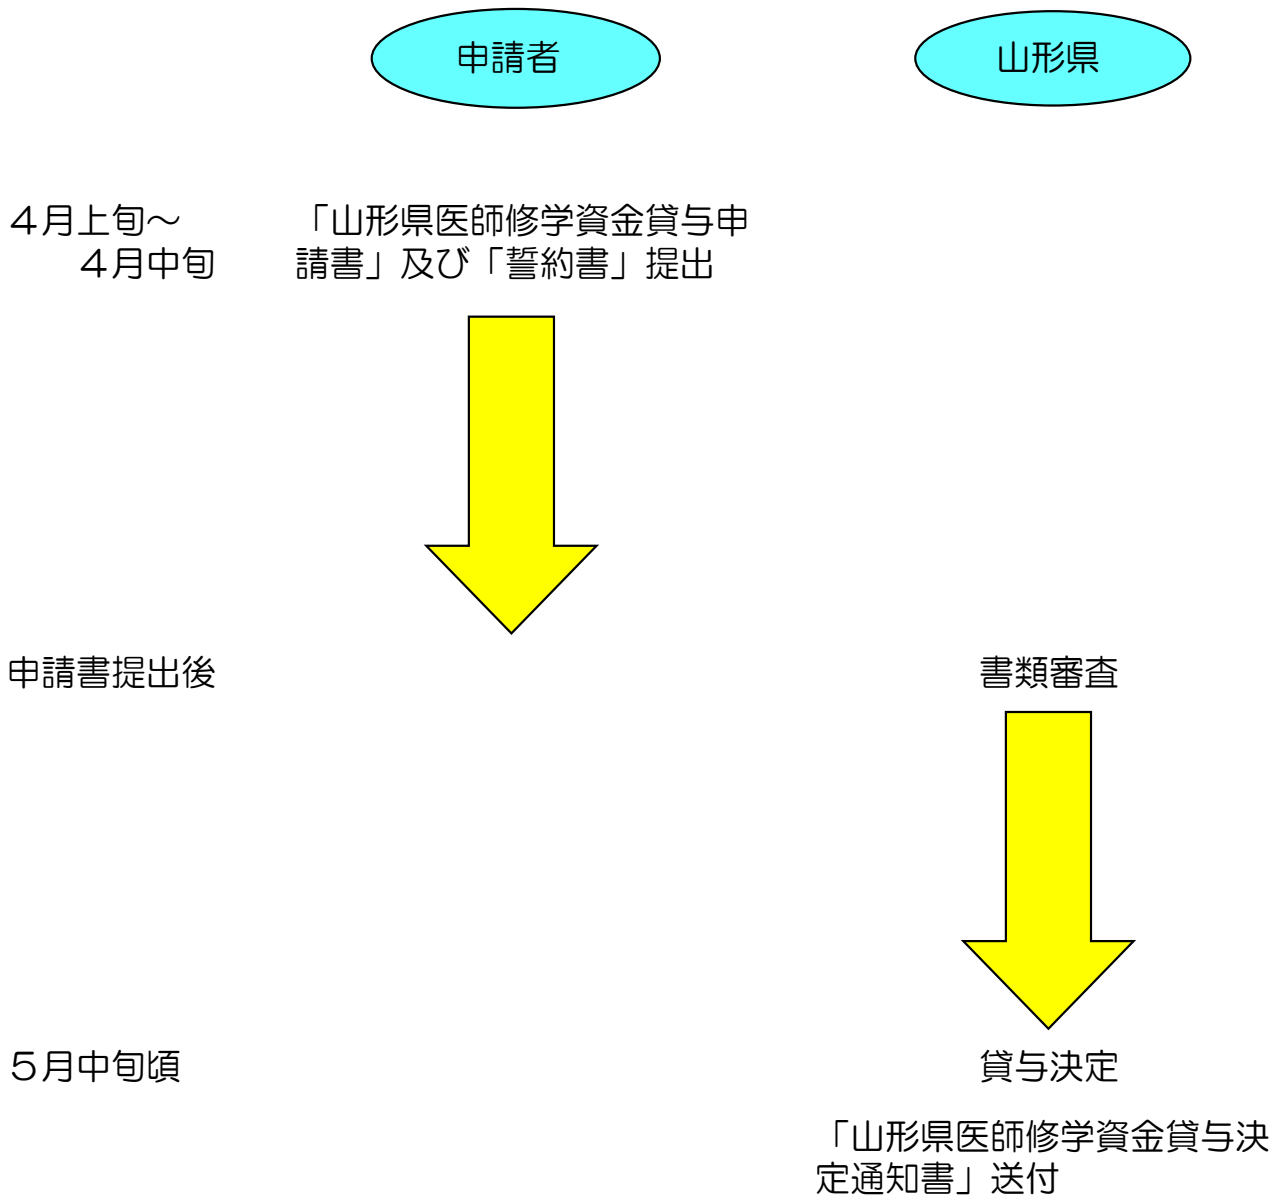 申請者
山形県
４月上旬～
４月中旬
「山形県医師修学資金貸与申
請書」及び「誓約書」提出
申請書提出後
書類審査
５月中旬頃
貸与決定
「山形県医師修学資金貸与決
定通知書」送付